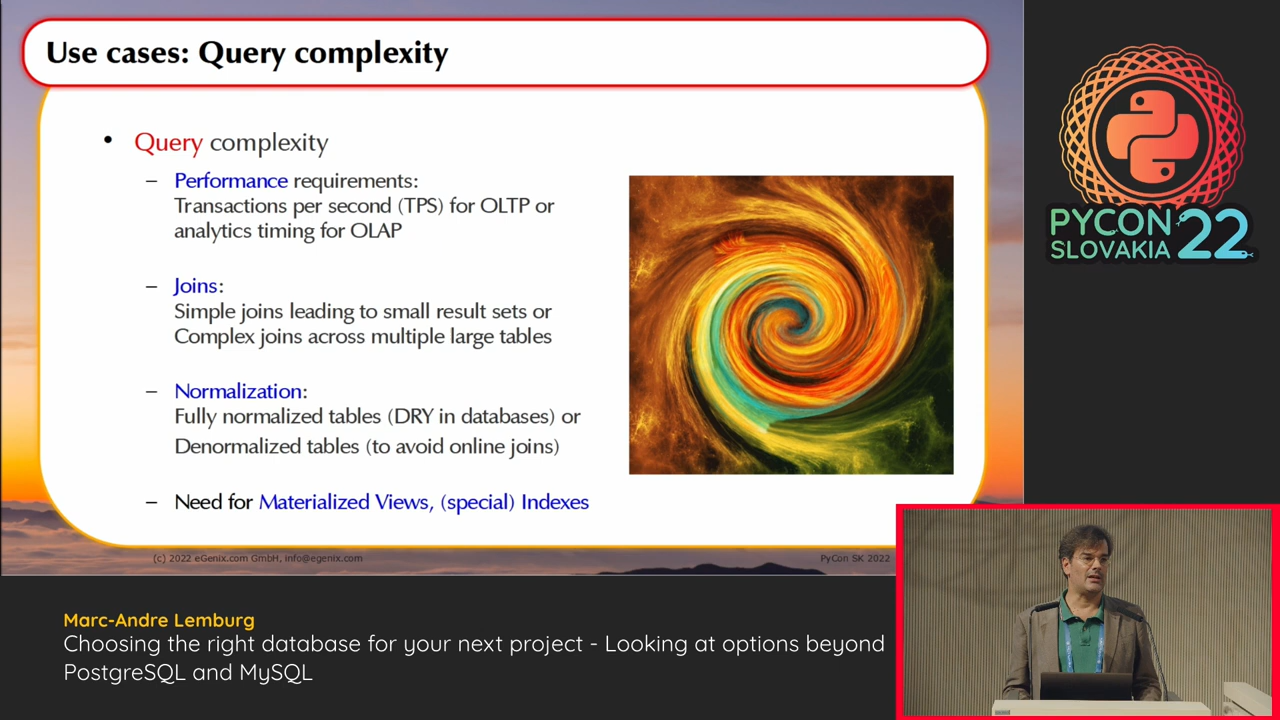 Use cases: Query complexity
• Query complexity
– Performance requirements:
Transactions per second (TPS) for OLTP or
analytics timing for OLAP
– Joins:
Simple joins leading to small result sets or
Complex joins across multiple large tables
– Normalization:
Fully normalized tables (DRY in databases) or
Denormalized tables (to avoid online joins)
– Need for Materialized Views, (special) Indexes
(c) 2022 eGenix.com GmbH, info@egenix.com
PyCon SK 2022
PYCON
SLOVAKIA
22
Marc-Andre Lemburg
Choosing the right database for your next project - Looking at options beyond
PostgreSQL and MySQL